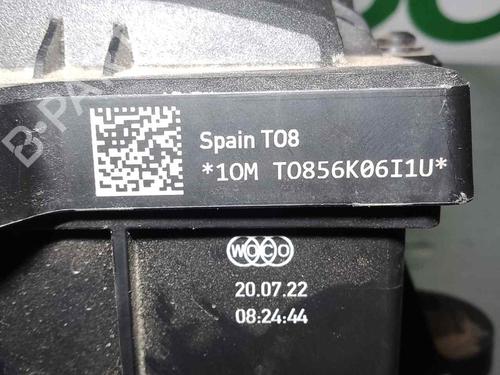 Spain T08
*10M T0856K06I1U*
WOCO
20.07.22
08:24:44